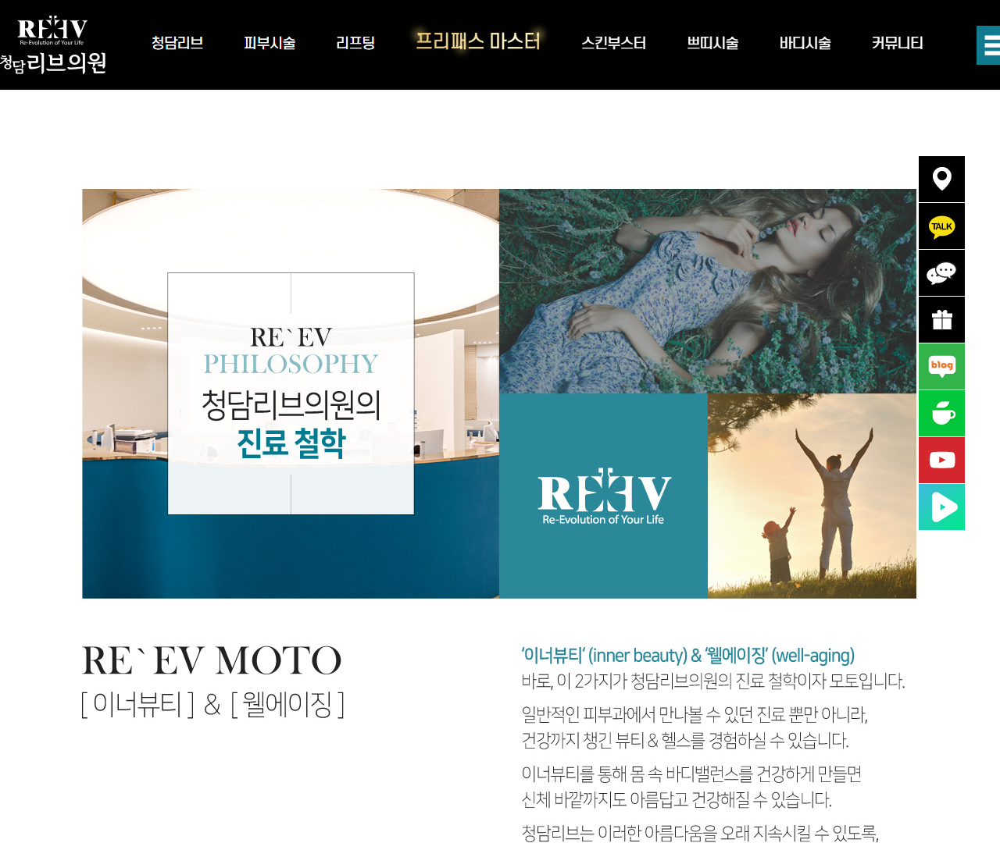 REEV
Re-Evolution of Your Life
청담리브의원
청담리브
피부시술
리프팅
프리패스 마스터
스킨부스터
쁘띠시술
바디시술
커뮤니티
TALK
blog
RE`EV
PHILOSOPHY
청담리브의원의
진료 철학
REEV
Re-Evolution of Your Life
RE`EV MOTO
[ 이너뷰티 ] & [ 웰에이징 ]
‘이너뷰티‘ (inner beauty) & ‘웰에이징’ (well-aging)
바로, 이 2가지가 청담리브의원의 진료 철학이자 모토입니다.
일반적인 피부과에서 만나볼 수 있던 진료 뿐만 아니라,
건강까지 챙긴 뷰티 & 헬스를 경험하실 수 있습니다.
이너뷰티를 통해 몸 속 바디밸런스를 건강하게 만들면
신체 바깥까지도 아름답고 건강해질 수 있습니다.
청담리브는 이러한 아름다움을 오래 지속시킬 수 있도록,